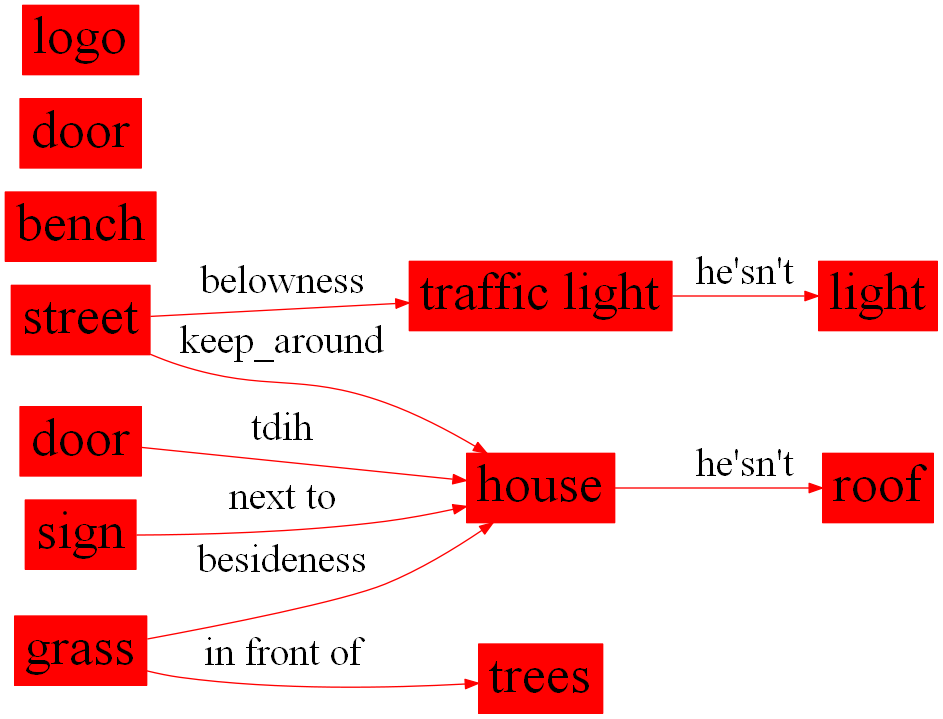 logo
door
bench
street
belowness
traffic light
he'sn't
light
keep_around
door
tdih
house
he'sn't
roof
sign
next to
besideness
grass
in front of
trees